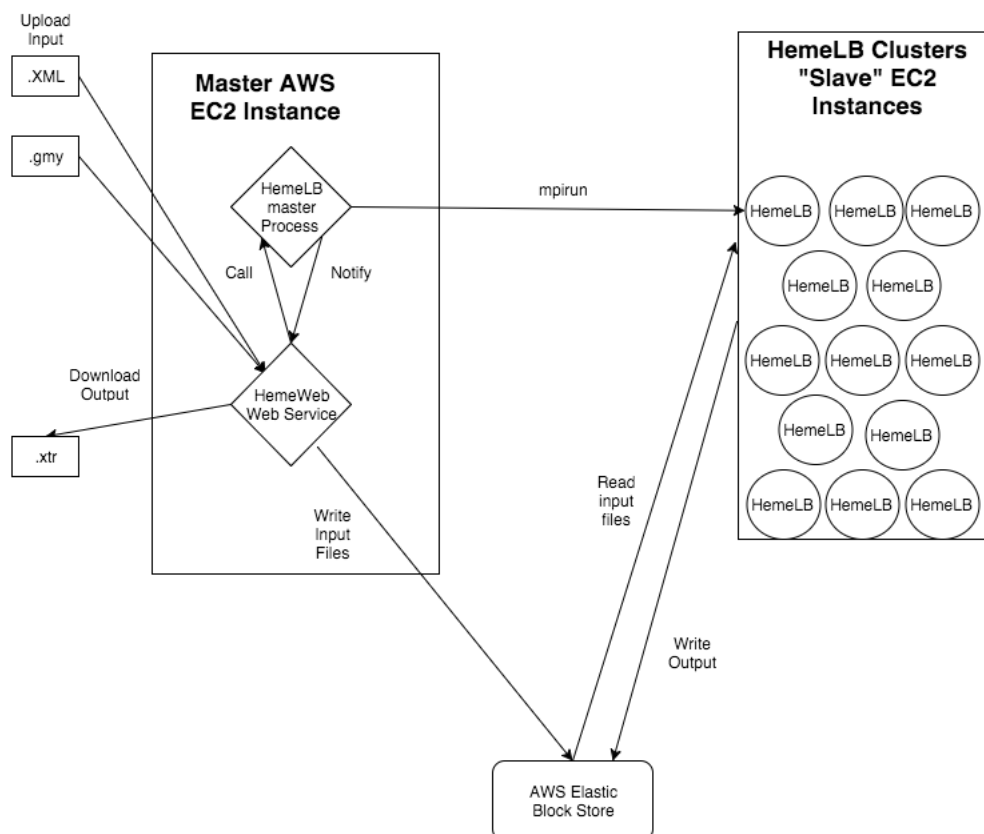 Upload
Input
.XML
.gmy
Master AWS
EC2 Instance
HemeLB
master
Process
Call
Notify
mpirun
HemeWeb
Web Service
Download
Output
.xtr
Write
Input
Files
HemeLB Clusters
"Slave" EC2
Instances
HemeLB
HemeLB
HemeLB
HemeLB
HemeLB
HemeLB
HemeLB
HemeLB
HemeLB
HemeLB
HemeLB
HemeLB
HemeLB
Read
input
files
Write
Output
AWS Elastic
Block Store